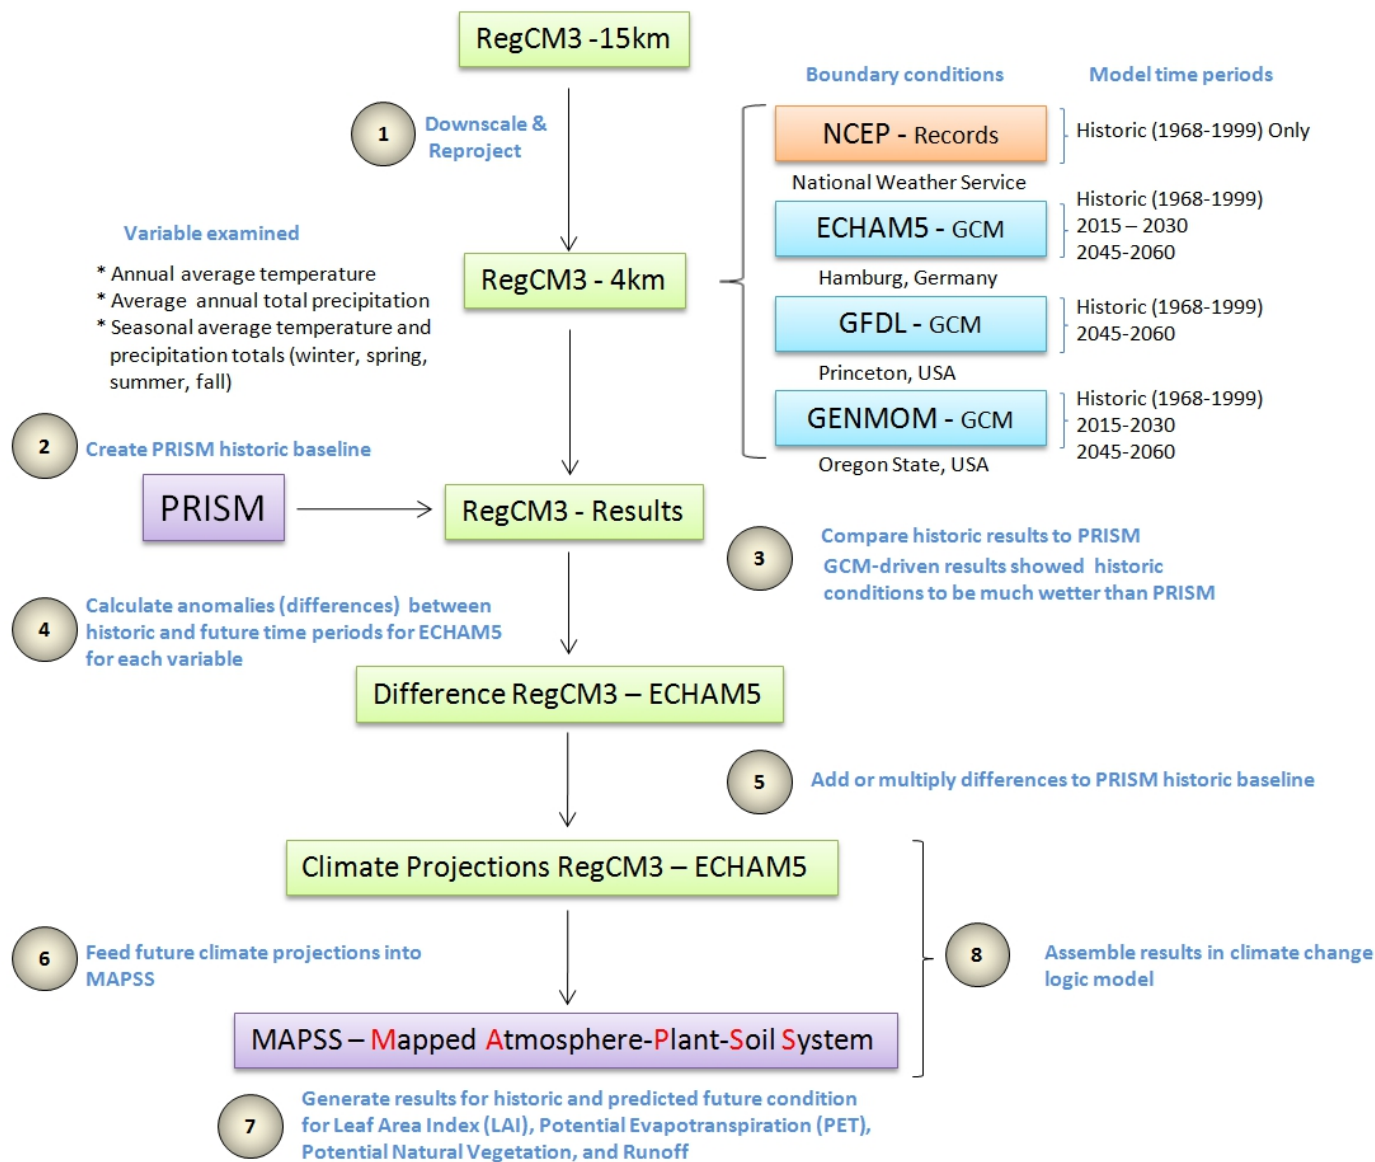 RegCM3 -15km
Boundary conditions
Model time periods
1
Downscale &
Reproject
NCEP - Records
Historic (1968-1999) Only
National Weather Service
ECHAM5 - GCM
Historic (1968-1999)
2015 – 2030
2045-2060
Hamburg, Germany
Variable examined
* Annual average temperature
* Average annual total precipitation
* Seasonal average temperature and
precipitation totals (winter, spring,
summer, fall)
RegCM3 - 4km
GFDL - GCM
Historic (1968-1999)
2045-2060
Princeton, USA
GENMOM - GCM
Historic (1968-1999)
2015-2030
2045-2060
Oregon State, USA
2
Create PRISM historic baseline
PRISM
RegCM3 - Results
3
Compare historic results to PRISM
GCM-driven results showed historic
conditions to be much wetter than PRISM
4
Calculate anomalies (differences) between
historic and future time periods for ECHAM5
for each variable
Difference RegCM3 – ECHAM5
5
Add or multiply differences to PRISM historic baseline
Climate Projections RegCM3 – ECHAM5
6
Feed future climate projections into
MAPSS
8
Assemble results in climate change
logic model
MAPSS – Mapped Atmosphere-Plant-Soil System
7
Generate results for historic and predicted future condition
for Leaf Area Index (LAI), Potential Evapotranspiration (PET),
Potential Natural Vegetation, and Runoff